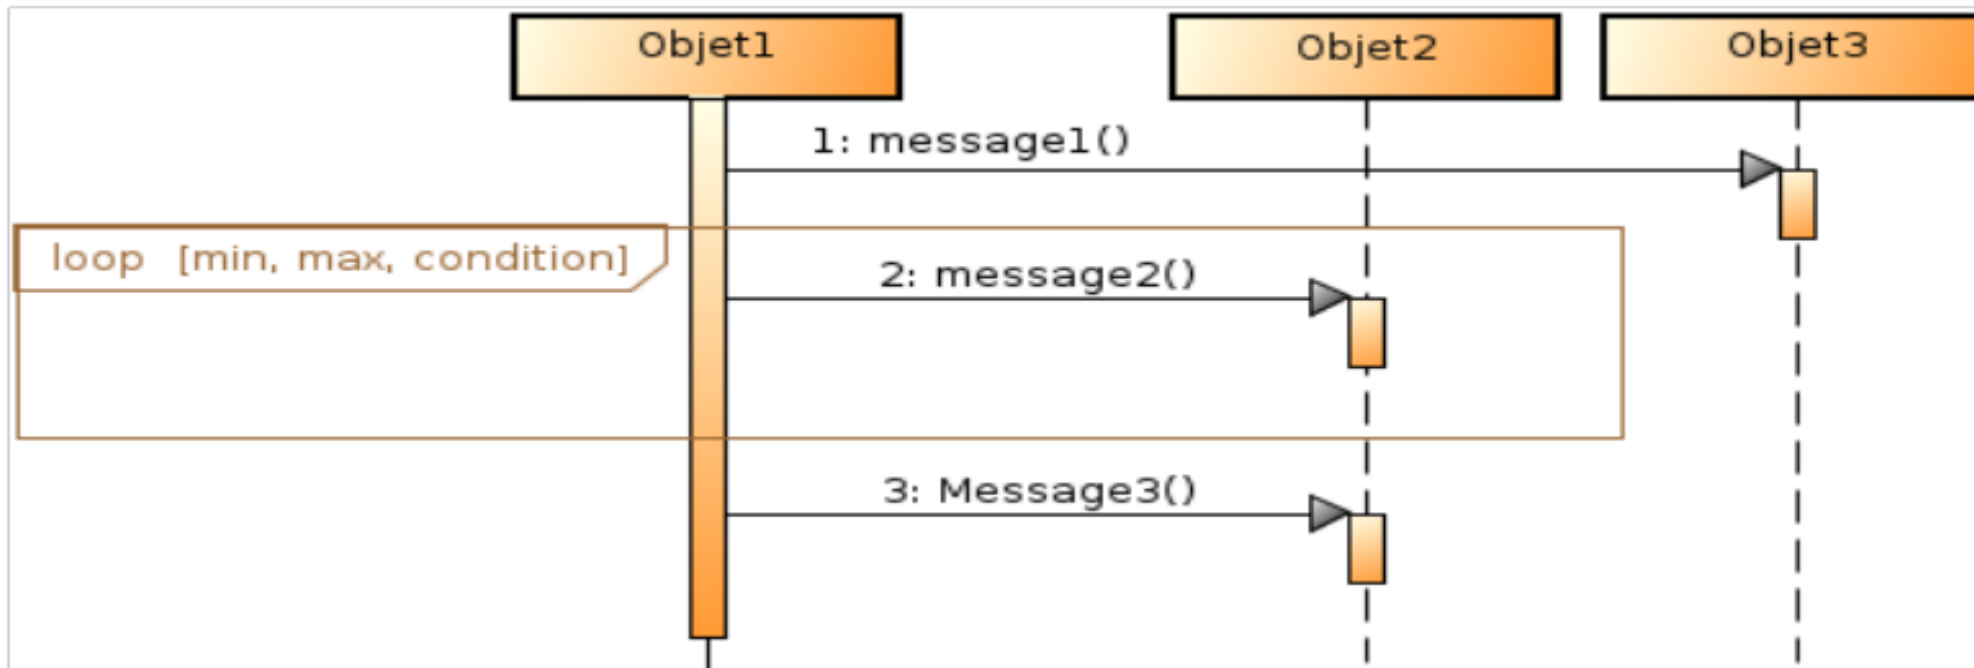 Objet1
Objet2
Objet3
1: message1()
loop [min, max, condition]
2: message2()
3: Message3()